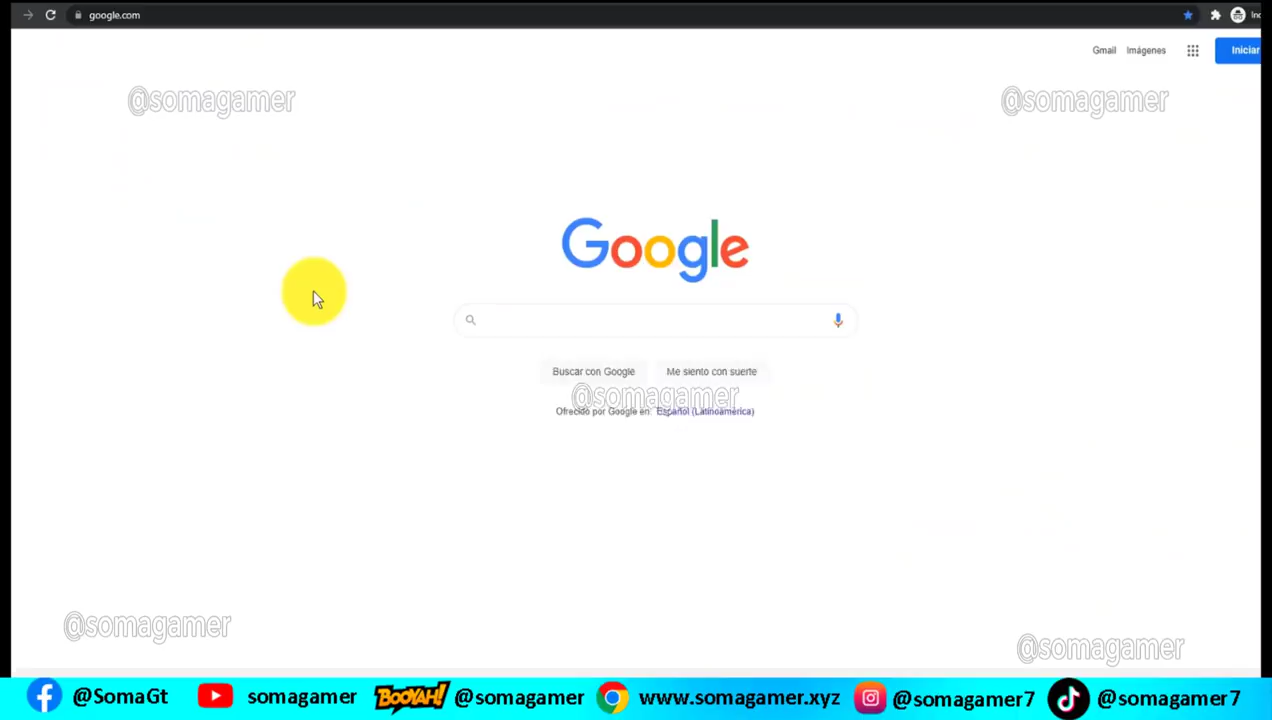 google.com
Gmail Imágenes Iniciar
@somagamer @somagamer
Google
Buscar con Google Me siento con suerte
@somagamer
Ofrecido por Google en: Español (Latinoamérica)
@somagamer
@somagamer
@SomaGt somagamer BOOYAH! @somagamer www.somagamer.xyz @somagamer7 @somagamer7